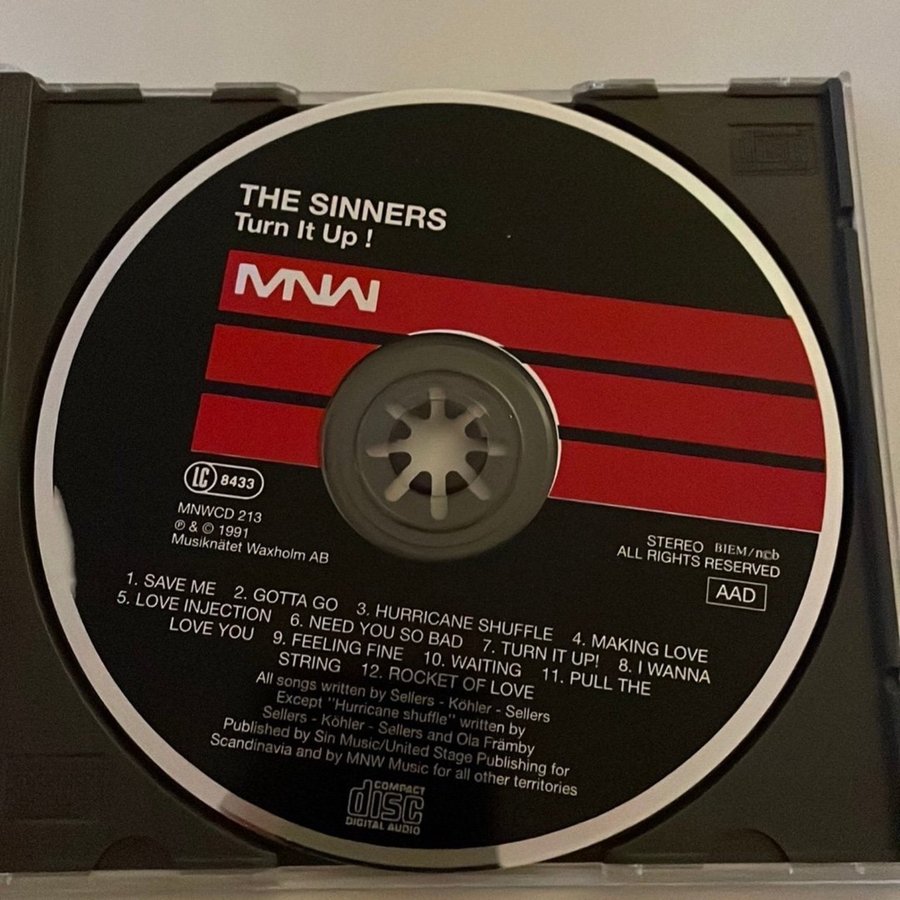 THE SINNERS
Turn It Up !
MNW
LC 8433
MNWCD 213
℗ & © 1991
Musiknätet Waxholm AB
STEREO BIEM/ncb
ALL RIGHTS RESERVED
AAD
1. SAVE ME 2. GOTTA GO 3. HURRICANE SHUFFLE 4. MAKING LOVE
5. LOVE INJECTION 6. NEED YOU SO BAD 7. TURN IT UP! 8. I WANNA
LOVE YOU 9. FEELING FINE 10. WAITING 11. PULL THE
STRING 12. ROCKET OF LOVE
All songs written by Sellers - Köhler - Sellers
Except "Hurricane shuffle" written by
Sellers - Köhler - Sellers and Ola Främby
Published by Sin Music/United Stage Publishing for
Scandinavia and by MNW Music for all other territories
COMPACT
disc
DIGITAL AUDIO